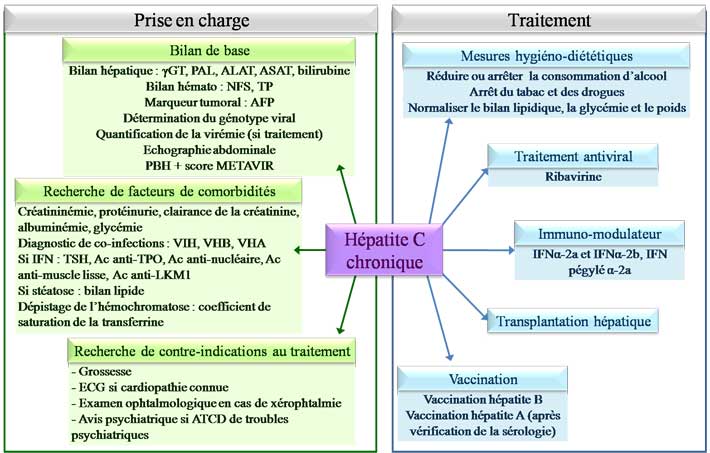 Prise en charge
Bilan de base
Bilan hépatique : γGT, PAL, ALAT, ASAT, bilirubine
Bilan hémato : NFS, TP
Marqueur tumoral : AFP
Détermination du génotype viral
Quantification de la virémie (si traitement)
Echographie abdominale
PBH + score METAVIR
Recherche de facteurs de comorbidités
Créatininémie, protéinurie, clairance de la créatinine,
albuminémie, glycémie
Diagnostic de co-infections : VIH, VHB, VHA
Si IFN : TSH, Ac anti-TPO, Ac anti-nucléaire, Ac
anti-muscle lisse, Ac anti-LKM1
Si stéatose : bilan lipide
Dépistage de l'hémochromatose : coefficient de
saturation de la transferrine
Recherche de contre-indications au traitement
- Grossesse
- ECG si cardiopathie connue
- Examen ophtalmologique en cas de xérophtalmie
- Avis psychiatrique si ATCD de troubles
psychiatriques
Hépatite C
chronique
Traitement
Mesures hygiéno-diététiques
Réduire ou arrêter la consommation d'alcool
Arrêt du tabac et des drogues
Normaliser le bilan lipidique, la glycémie et le poids
Traitement antiviral
Ribavirine
Immuno-modulateur
IFNα-2a et IFNα-2b, IFN
pégylé α-2a
Transplantation hépatique
Vaccination
Vaccination hépatite B
Vaccination hépatite A (après
vérification de la sérologie)